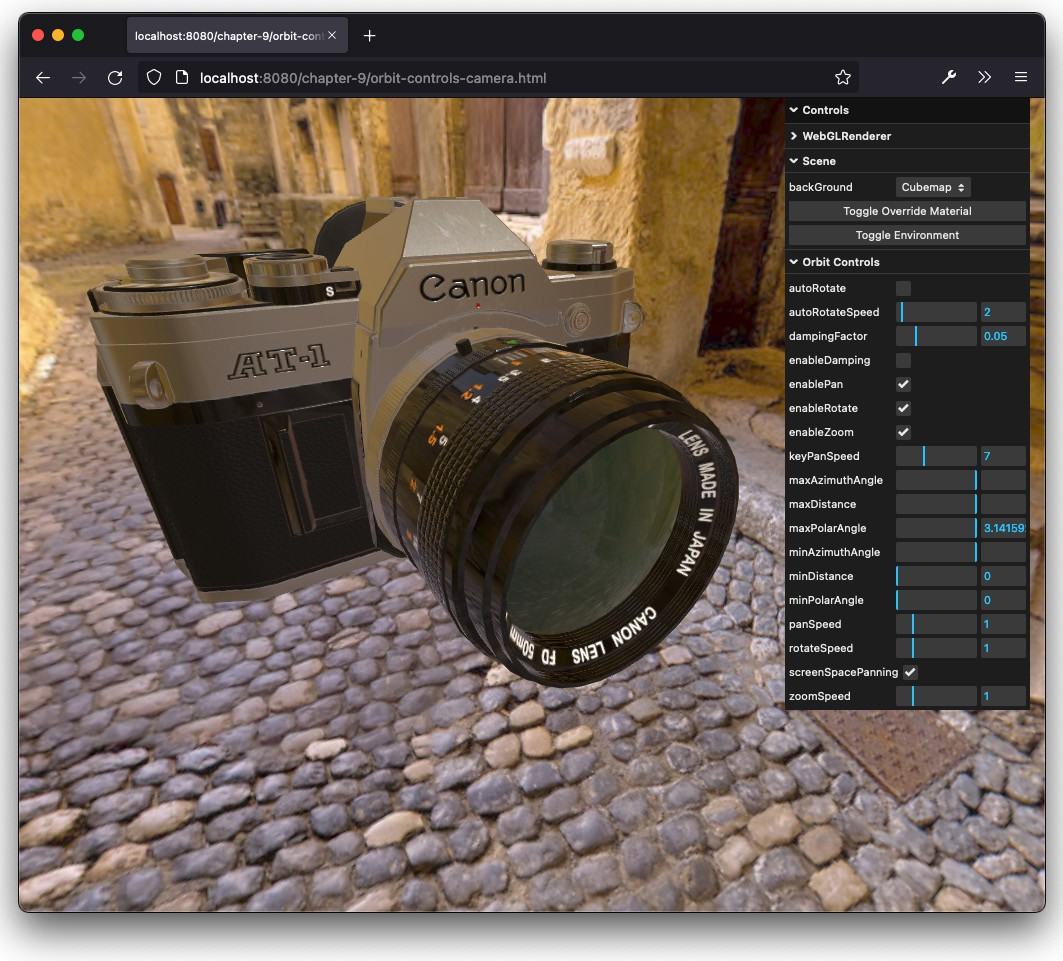 localhost:8080/chapter-9/orbit-con
localhost:8080/chapter-9/orbit-controls-camera.html
Controls
WebGLRenderer
Scene
backGround Cubemap
Toggle Override Material
Toggle Environment
Orbit Controls
autoRotate
autoRotateSpeed 2
dampingFactor 0.05
enableDamping
enablePan
enableRotate
enableZoom
keyPanSpeed 7
maxAzimuthAngle
maxDistance
maxPolarAngle 3.14159
minAzimuthAngle
minDistance 0
minPolarAngle 0
panSpeed 1
rotateSpeed 1
screenSpacePanning
zoomSpeed 1
Canon
S
AT-1
LENS MADE IN JAPAN
CANON LENS FD 50mm